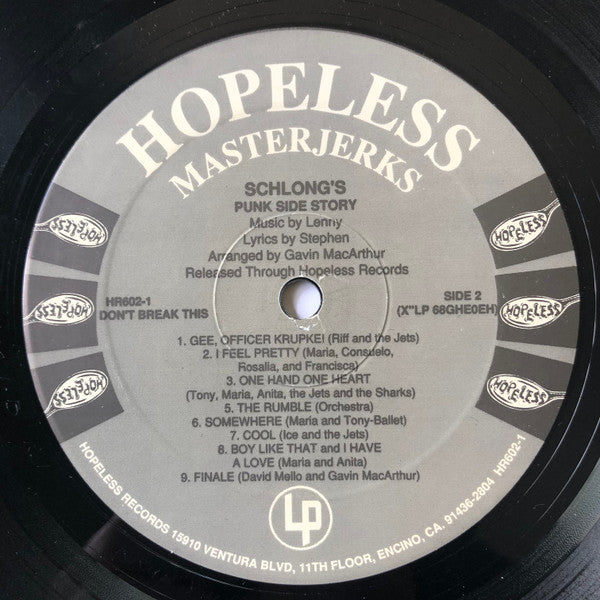 HOPELESS
MASTERJERKS
SCHLONG'S
PUNK SIDE STORY
Music by Lenny
Lyrics by Stephen
Arranged by Gavin MacArthur
Released Through Hopeless Records
HR602-1
DON'T BREAK THIS
SIDE 2
(X"LP 68GHE0EH)
1. GEE, OFFICER KRUPKE! (Riff and the Jets)
2. I FEEL PRETTY (Maria, Consuelo,
Rosalia, and Francisca)
3. ONE HAND ONE HEART
(Tony, Maria, Anita, the Jets and the Sharks)
5. THE RUMBLE (Orchestra)
6. SOMEWHERE (Maria and Tony-Ballet)
7. COOL (Ice and the Jets)
8. BOY LIKE THAT and I HAVE
A LOVE (Maria and Anita)
9. FINALE (David Mello and Gavin MacArthur)
LP
HOPELESS RECORDS 15910 VENTURA BLVD, 11TH FLOOR, ENCINO, CA. 91436-2804 HR602-1
HOPELESS
HOPELESS
HOPELESS
HOPELESS
HOPELESS
HOPELESS